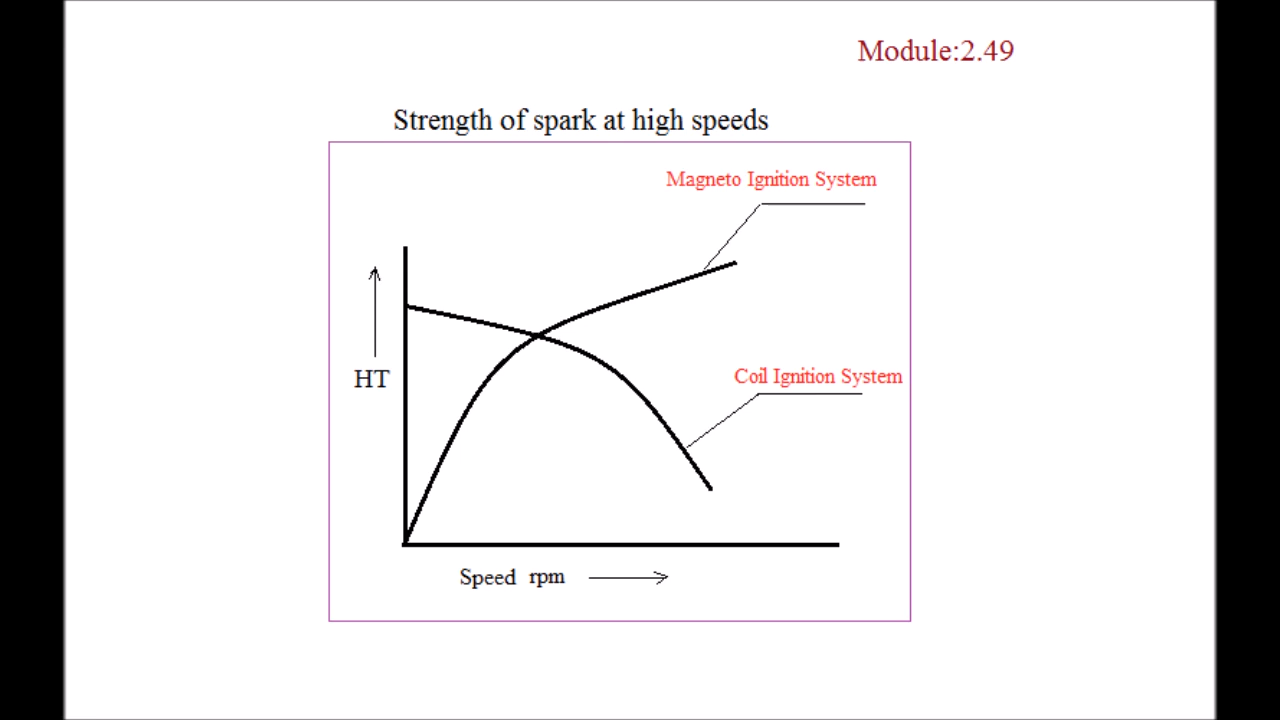 Module:2.49
Strength of spark at high speeds
Magneto Ignition System
HT
Coil Ignition System
Speed rpm